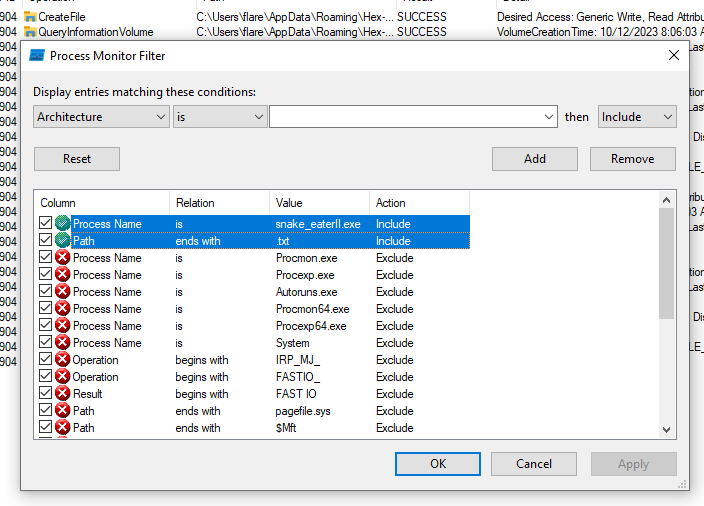 904 CreateFile C:\Users\flare\AppData\Roaming\Hex-... SUCCESS Desired Access: Generic Write, Read Attribu
904 QueryInformationVolume C:\Users\flare\AppData\Roaming\Hex-... SUCCESS VolumeCreationTime: 10/12/2023 8:06:03 A
Process Monitor Filter
Display entries matching these conditions:
Architecture is then Include
Reset Add Remove
Column Relation Value Action
Process Name is snake_eaterII.exe Include
Path ends with .txt Include
Process Name is Procmon.exe Exclude
Process Name is Procexp.exe Exclude
Process Name is Autoruns.exe Exclude
Process Name is Procmon64.exe Exclude
Process Name is Procexp64.exe Exclude
Process Name is System Exclude
Operation begins with IRP_MJ_ Exclude
Operation begins with FASTIO_ Exclude
Result begins with FAST IO Exclude
Path ends with pagefile.sys Exclude
Path ends with $Mft Exclude
OK Cancel Apply